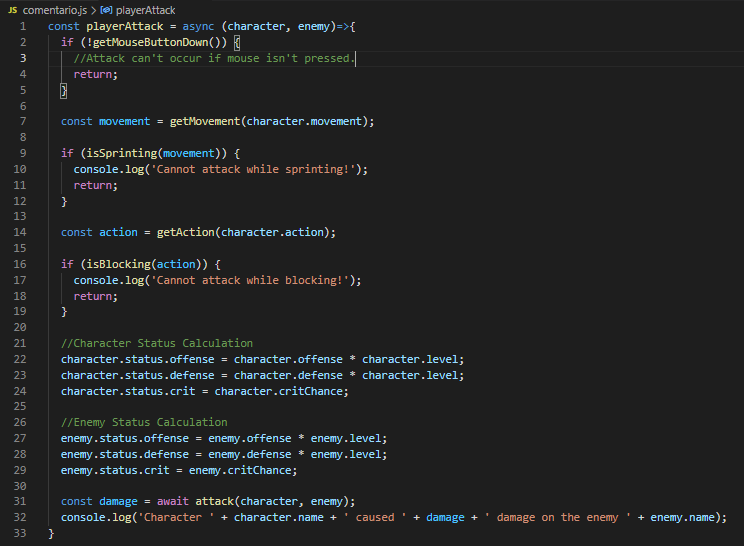 JS comentario.js > playerAttack
1 const playerAttack = async (character, enemy)=>{
2   if (!getMouseButtonDown()) {
3     //Attack can't occur if mouse isn't pressed.
4     return;
5   }
6
7   const movement = getMovement(character.movement);
8
9   if (isSprinting(movement)) {
10     console.log('Cannot attack while sprinting!');
11     return;
12   }
13
14   const action = getAction(character.action);
15
16   if (isBlocking(action)) {
17     console.log('Cannot attack while blocking!');
18     return;
19   }
20
21   //Character Status Calculation
22   character.status.offense = character.offense * character.level;
23   character.status.defense = character.defense * character.level;
24   character.status.crit = character.critChance;
25
26   //Enemy Status Calculation
27   enemy.status.offense = enemy.offense * enemy.level;
28   enemy.status.defense = enemy.defense * enemy.level;
29   enemy.status.crit = enemy.critChance;
30
31   const damage = await attack(character, enemy);
32   console.log('Character ' + character.name + ' caused ' + damage + ' damage on the enemy ' + enemy.name);
33 }